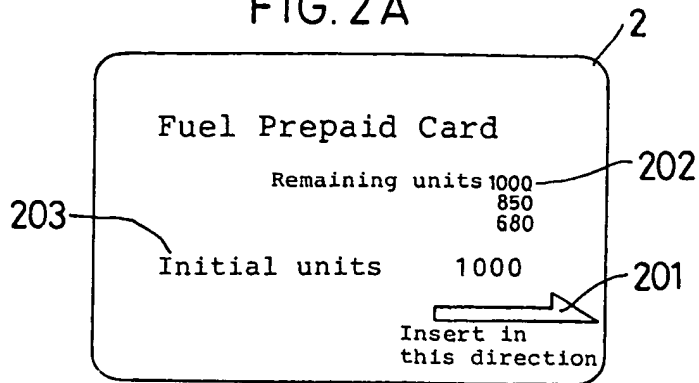 FIG. 2A
2
Fuel Prepaid Card
Remaining units 1000
202
850
680
203
Initial units 1000
201
Insert in
this direction